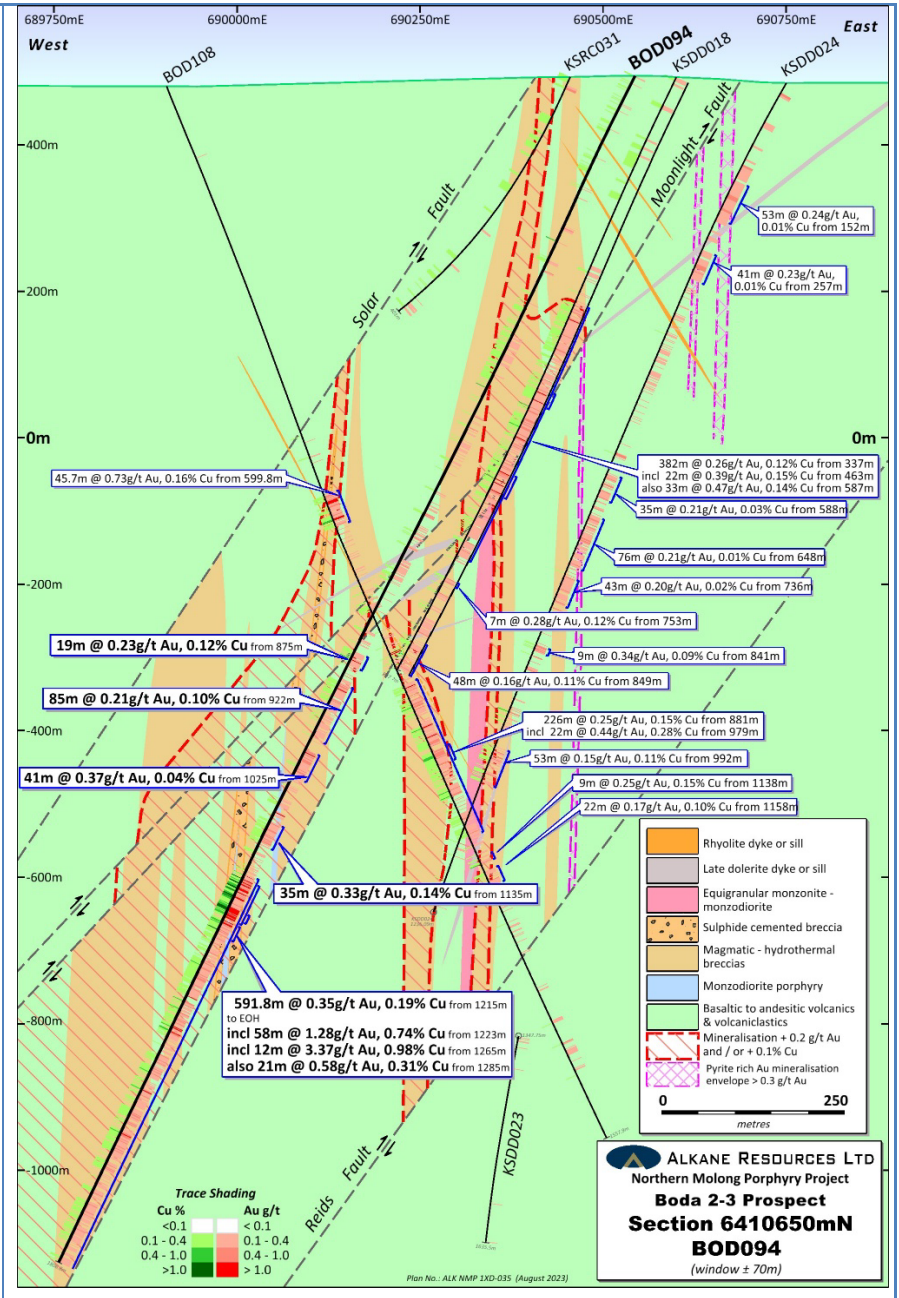 689750mE
690000mE
690250mE
690500mE
690750mE
West
East
BOD108
KSRC031
BOD094
KSDD018
KSDD024
Solar Fault
Moonlight Fault
400m
200m
0m
0m
-200m
-400m
-600m
-800m
-1000m
53m @ 0.24g/t Au,
0.01% Cu from 152m
41m @ 0.23g/t Au,
0.01% Cu from 257m
382m @ 0.26g/t Au, 0.12% Cu from 337m
incl 22m @ 0.39g/t Au, 0.15% Cu from 463m
also 33m @ 0.47g/t Au, 0.14% Cu from 587m
45.7m @ 0.73g/t Au, 0.16% Cu from 599.8m
35m @ 0.21g/t Au, 0.03% Cu from 588m
76m @ 0.21g/t Au, 0.01% Cu from 648m
43m @ 0.20g/t Au, 0.02% Cu from 736m
7m @ 0.28g/t Au, 0.12% Cu from 753m
19m @ 0.23g/t Au, 0.12% Cu from 875m
9m @ 0.34g/t Au, 0.09% Cu from 841m
48m @ 0.16g/t Au, 0.11% Cu from 849m
85m @ 0.21g/t Au, 0.10% Cu from 922m
226m @ 0.25g/t Au, 0.15% Cu from 881m
incl 22m @ 0.44g/t Au, 0.28% Cu from 979m
53m @ 0.15g/t Au, 0.11% Cu from 992m
41m @ 0.37g/t Au, 0.04% Cu from 1025m
9m @ 0.25g/t Au, 0.15% Cu from 1138m
22m @ 0.17g/t Au, 0.10% Cu from 1158m
35m @ 0.33g/t Au, 0.14% Cu from 1135m
591.8m @ 0.35g/t Au, 0.19% Cu from 1215m
to EOH
incl 58m @ 1.28g/t Au, 0.74% Cu from 1223m
incl 12m @ 3.37g/t Au, 0.98% Cu from 1265m
also 21m @ 0.58g/t Au, 0.31% Cu from 1285m
Reids Fault
KSDD023
Rhyolite dyke or sill
Late dolerite dyke or sill
Equigranular monzonite -
monzodiorite
Sulphide cemented breccia
Magmatic - hydrothermal
breccias
Monzodiorite porphyry
Basaltic to andesitic volcanics
& volcaniclastics
Mineralisation + 0.2 g/t Au
and / or + 0.1% Cu
Pyrite rich Au mineralisation
envelope > 0.3 g/t Au
0 250
metres
Trace Shading
Cu % Au g/t
<0.1 < 0.1
0.1 - 0.4 0.1 - 0.4
0.4 - 1.0 0.4 - 1.0
>1.0 > 1.0
ALKANE RESOURCES LTD
Northern Molong Porphyry Project
Boda 2-3 Prospect
Section 6410650mN
BOD094
(window ± 70m)
Plan No.: ALK NMP 1XD-035 (August 2023)